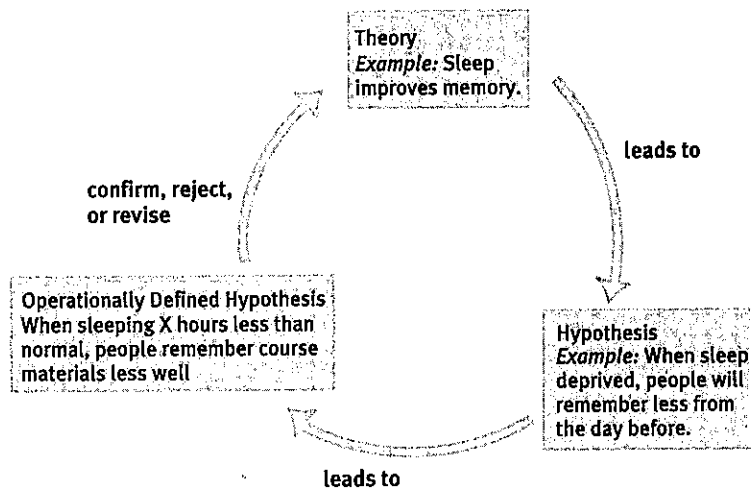 Theory
Example: Sleep
improves memory.
leads to
Hypothesis
Example: When sleep
deprived, people will
remember less from
the day before.
leads to
Operationally Defined Hypothesis
When sleeping X hours less than
normal, people remember course
materials less well
confirm, reject,
or revise